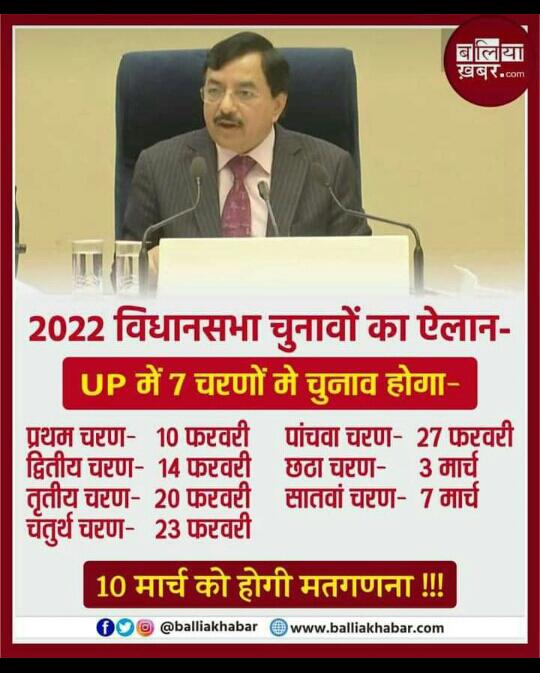 बलिया
ख़बर.com
2022 विधानसभा चुनावों का ऐलान-
UP में 7 चरणों मे चुनाव होगा-
प्रथम चरण- 10 फरवरी
द्वितीय चरण- 14 फरवरी
तृतीय चरण- 20 फरवरी
चतुर्थ चरण- 23 फरवरी
पांचवा चरण- 27 फरवरी
छठा चरण- 3 मार्च
सातवां चरण- 7 मार्च
10 मार्च को होगी मतगणना !!!
@balliakhabar www.balliakhabar.com